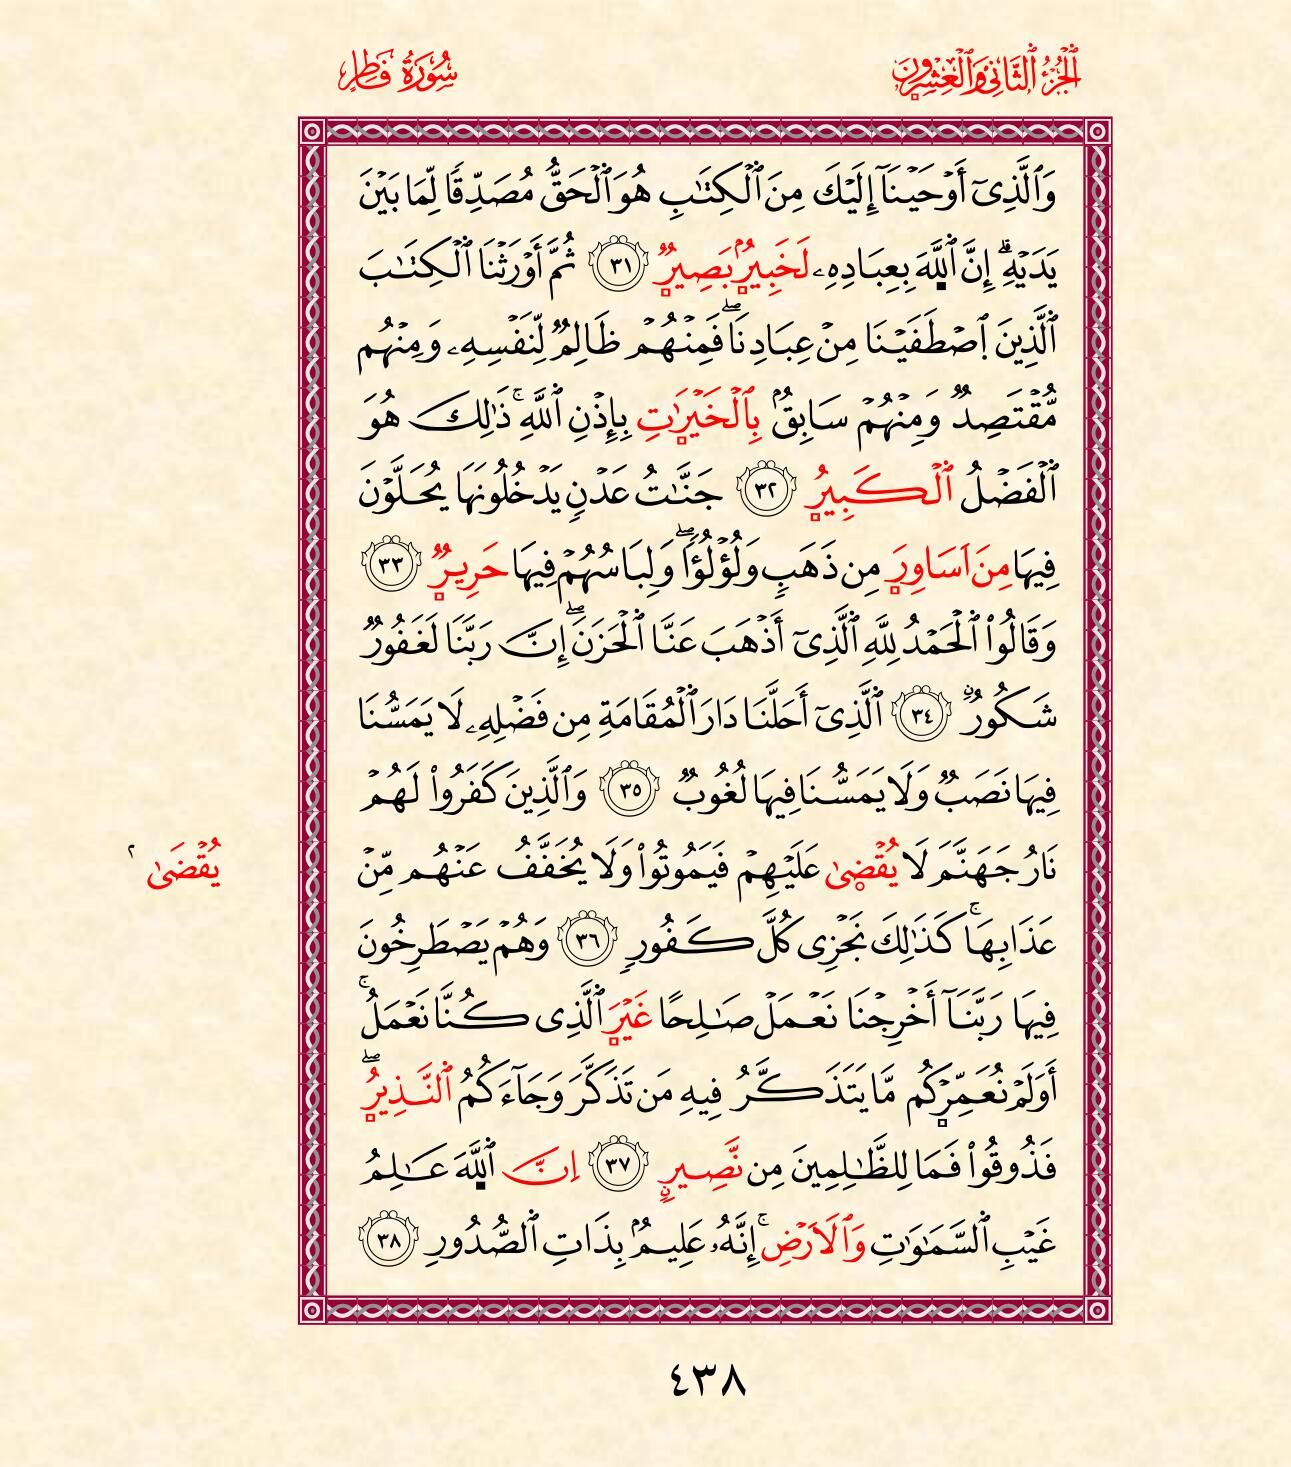 الجُزْءُ الثَّانِي وَالْعِشْرُونَ
سُورَةُ فَاطِرٍ
وَٱلَّذِىٓ أَوْحَيْنَآ إِلَيْكَ مِنَ ٱلْكِتَٰبِ هُوَ ٱلْحَقُّ مُصَدِّقًا لِّمَا بَيْنَ
يَدَيْهِ ۗ إِنَّ ٱللَّهَ بِعِبَادِهِۦ لَخَبِيرٌۢ بَصِيرٌ ٣١ ثُمَّ أَوْرَثْنَا ٱلْكِتَٰبَ
ٱلَّذِينَ ٱصْطَفَيْنَا مِنْ عِبَادِنَا ۖ فَمِنْهُمْ ظَالِمٌ لِّنَفْسِهِۦ وَمِنْهُم
مُّقْتَصِدٌ وَمِنْهُمْ سَابِقٌۢ بِٱلْخَيْرَٰتِ بِإِذْنِ ٱللَّهِ ۚ ذَٰلِكَ هُوَ
ٱلْفَضْلُ ٱلْكَبِيرُ ٣٢ جَنَّٰتُ عَدْنٍ يَدْخُلُونَهَا يُحَلَّوْنَ
فِيهَا مِنَ اَسَاوِرَ مِن ذَهَبٍ وَلُؤْلُؤًا ۖ وَلِبَاسُهُمْ فِيهَا حَرِيرٌ ٣٣
وَقَالُوا۟ ٱلْحَمْدُ لِلَّهِ ٱلَّذِىٓ أَذْهَبَ عَنَّا ٱلْحَزَنَ ۖ إِنَّ رَبَّنَا لَغَفُورٌ
شَكُورٌ ٣٤ ٱلَّذِىٓ أَحَلَّنَا دَارَ ٱلْمُقَامَةِ مِن فَضْلِهِۦ لَا يَمَسُّنَا
فِيهَا نَصَبٌ وَلَا يَمَسُّنَا فِيهَا لُغُوبٌ ٣٥ وَٱلَّذِينَ كَفَرُوا۟ لَهُمْ
نَارُ جَهَنَّمَ لَا يُقْضَىٰ عَلَيْهِمْ فَيَمُوتُوا۟ وَلَا يُخَفَّفُ عَنْهُم مِّنْ
يُقْضَىٰ ٢
عَذَابِهَا ۚ كَذَٰلِكَ نَجْزِى كُلَّ كَفُورٍ ٣٦ وَهُمْ يَصْطَرِخُونَ
فِيهَا رَبَّنَآ أَخْرِجْنَا نَعْمَلْ صَٰلِحًا غَيْرَ ٱلَّذِى كُنَّا نَعْمَلُ ۚ
أَوَلَمْ نُعَمِّرْكُم مَّا يَتَذَكَّرُ فِيهِ مَن تَذَكَّرَ وَجَآءَكُمُ ٱلنَّذِيرُ ۖ
فَذُوقُوا۟ فَمَا لِلظَّٰلِمِينَ مِن نَّصِيرٍ ٣٧ اِنَّ ٱللَّهَ عَٰلِمُ
غَيْبِ ٱلسَّمَٰوَٰتِ وَٱلَارْضِ ۚ إِنَّهُۥ عَلِيمٌۢ بِذَاتِ ٱلصُّدُورِ ٣٨
٤٣٨